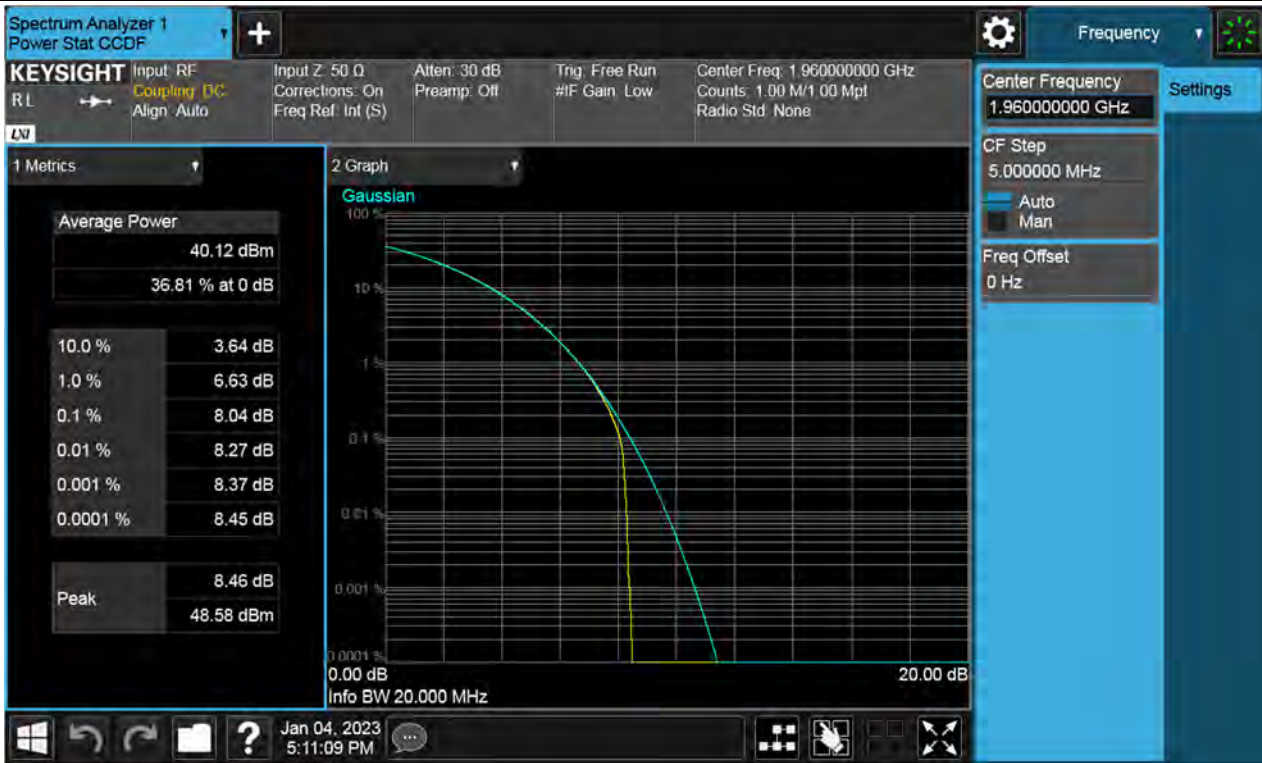 Spectrum Analyzer 1
Power Stat CCDF
+
Frequency
KEYSIGHT
R L
LXI
Input: RF
Coupling: DC
Align: Auto
Input Z: 50 Ω
Corrections: On
Freq Ref: Int (S)
Atten: 30 dB
Preamp: Off
Trig: Free Run
#IF Gain: Low
Center Freq: 1.960000000 GHz
Counts: 1.00 M/1.00 Mpt
Radio Std: None
Center Frequency
1.960000000 GHz
Settings
CF Step
5.000000 MHz
Auto
Man
Freq Offset
0 Hz
1 Metrics
Average Power
40.12 dBm
36.81 % at 0 dB
10.0 % 3.64 dB
1.0 % 6.63 dB
0.1 % 8.04 dB
0.01 % 8.27 dB
0.001 % 8.37 dB
0.0001 % 8.45 dB
Peak
8.46 dB
48.58 dBm
2 Graph
Gaussian
100 %
10 %
1 %
0.1 %
0.01 %
0.001 %
0.0001 %
0.00 dB
20.00 dB
Info BW 20.000 MHz
?
Jan 04, 2023
5:11:09 PM